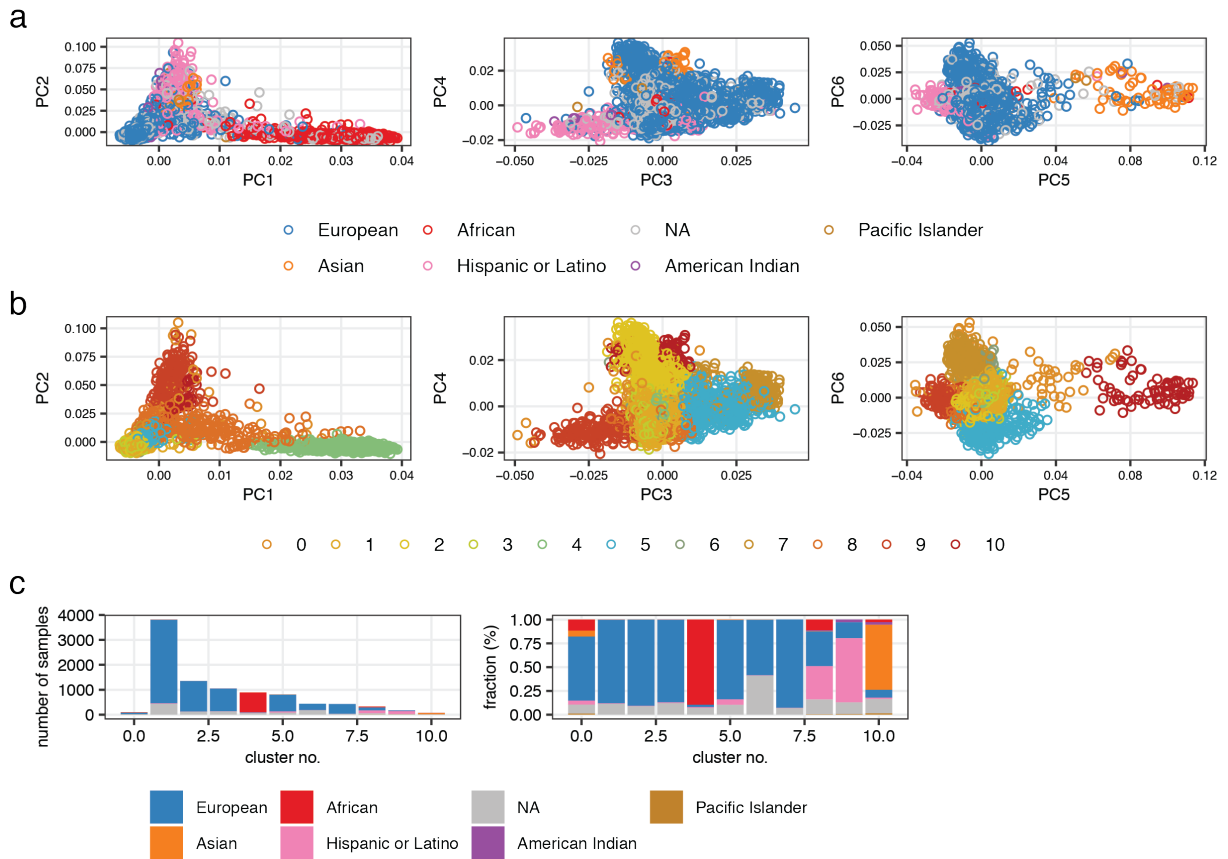 a
PC2
0.100
0.075
0.050
0.025
0.000
0.00 0.01 0.02 0.03 0.04
PC1
PC4
0.02
0.00
−0.02
−0.050 −0.025 0.000 0.025
PC3
PC6
0.050
0.025
0.000
−0.025
−0.04 0.00 0.04 0.08 0.12
PC5
European African NA Pacific Islander
Asian Hispanic or Latino American Indian
b
PC2
0.100
0.075
0.050
0.025
0.000
0.00 0.01 0.02 0.03 0.04
PC1
PC4
0.02
0.00
−0.02
−0.050 −0.025 0.000 0.025
PC3
PC6
0.050
0.025
0.000
−0.025
−0.04 0.00 0.04 0.08 0.12
PC5
0 1 2 3 4 5 6 7 8 9 10
c
number of samples
4000
3000
2000
1000
0
0.0 2.5 5.0 7.5 10.0
cluster no.
fraction (%)
1.00
0.75
0.50
0.25
0.00
0.0 2.5 5.0 7.5 10.0
cluster no.
European African NA Pacific Islander
Asian Hispanic or Latino American Indian